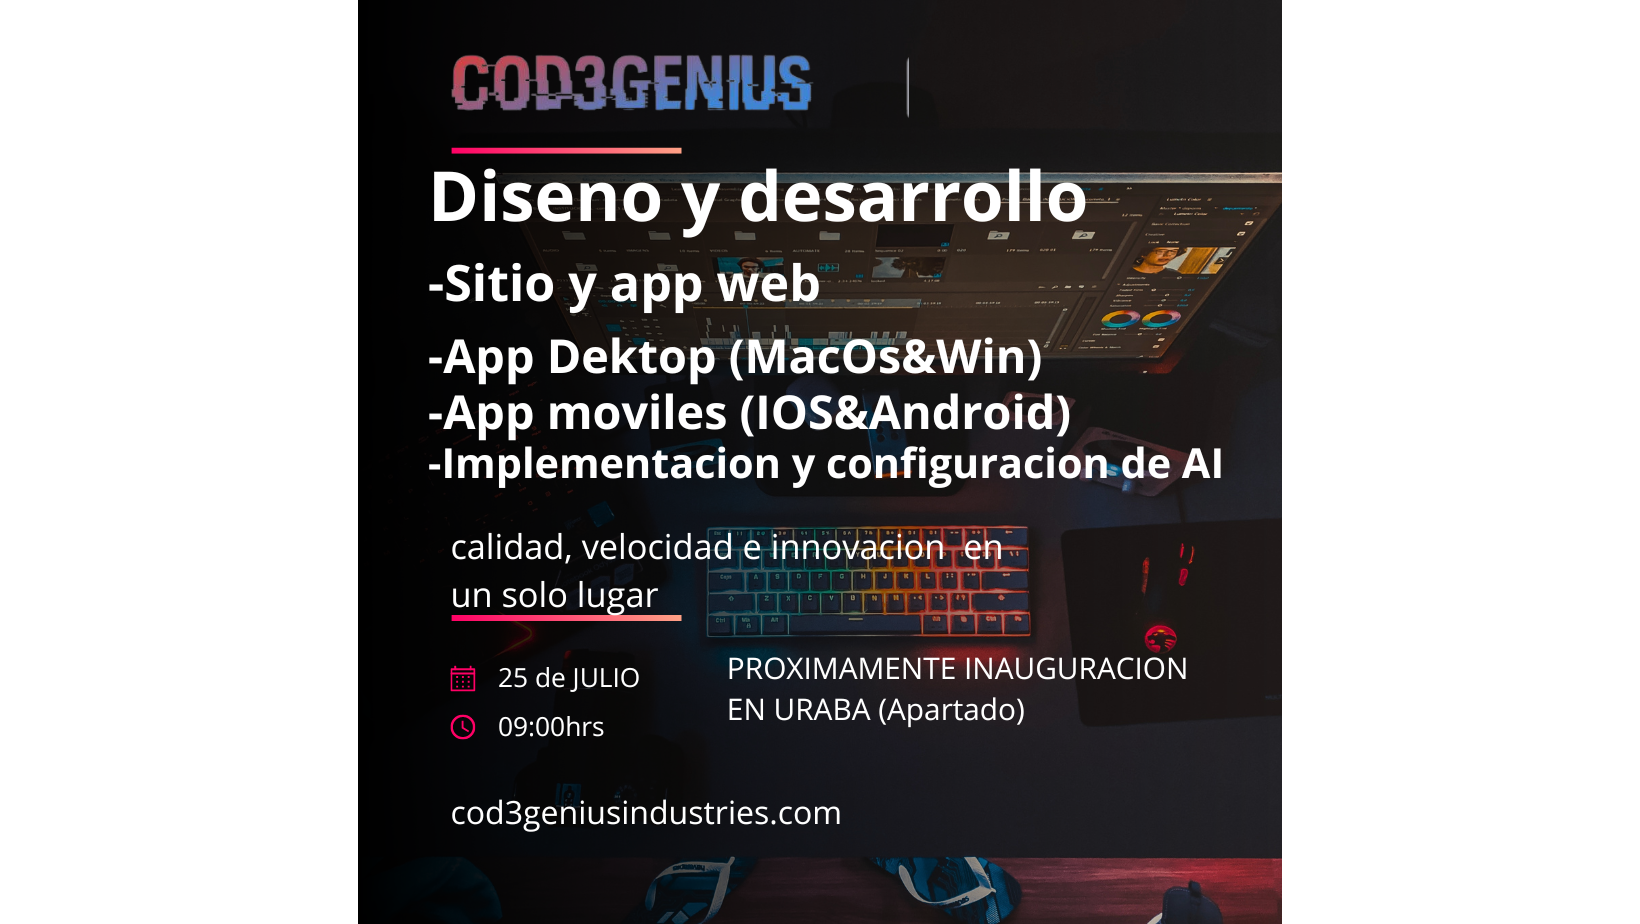 COD3GENIUS
Diseno y desarrollo
-Sitio y app web
-App Dektop (MacOs&Win)
-App moviles (IOS&Android)
-Implementacion y configuracion de AI
calidad, velocidad e innovacion  en
un solo lugar
25 de JULIO
09:00hrs
PROXIMAMENTE INAUGURACION
EN URABA (Apartado)
cod3geniusindustries.com